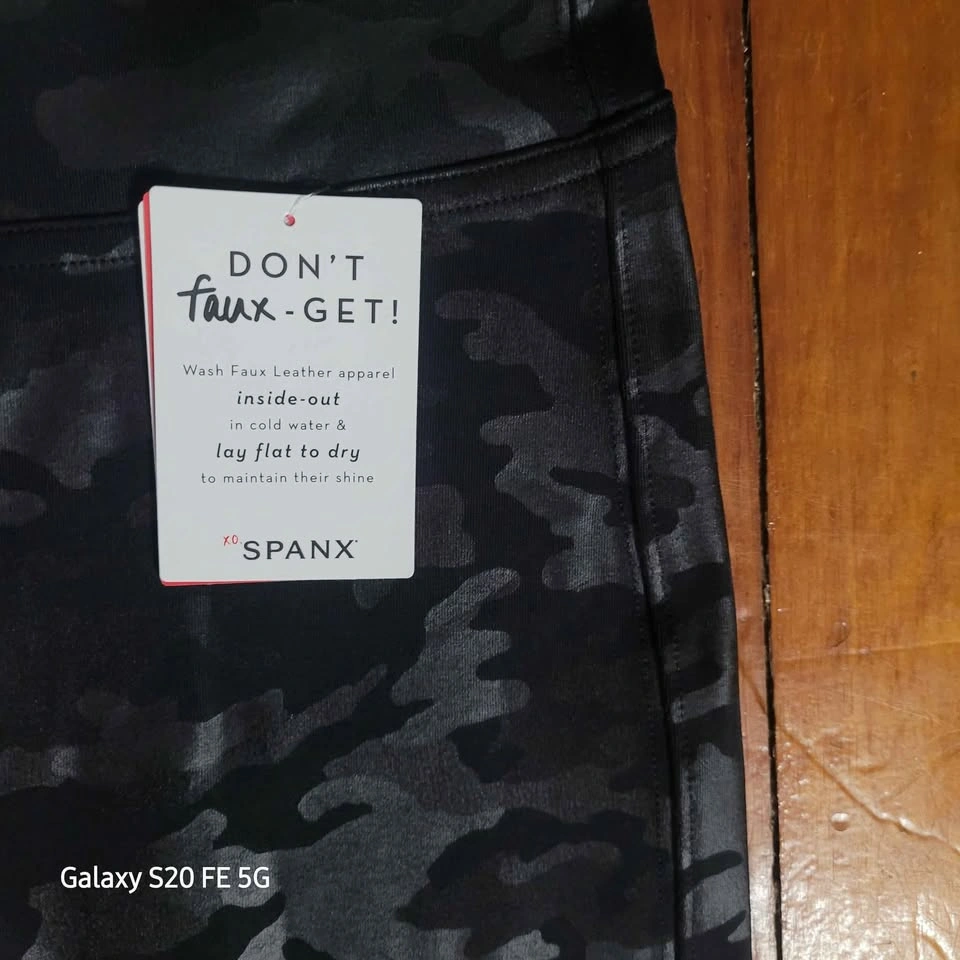 DON'T
faux-GET!
Wash Faux Leather apparel
inside-out
in cold water &
lay flat to dry
to maintain their shine
XO, SPANX
Galaxy S20 FE 5G